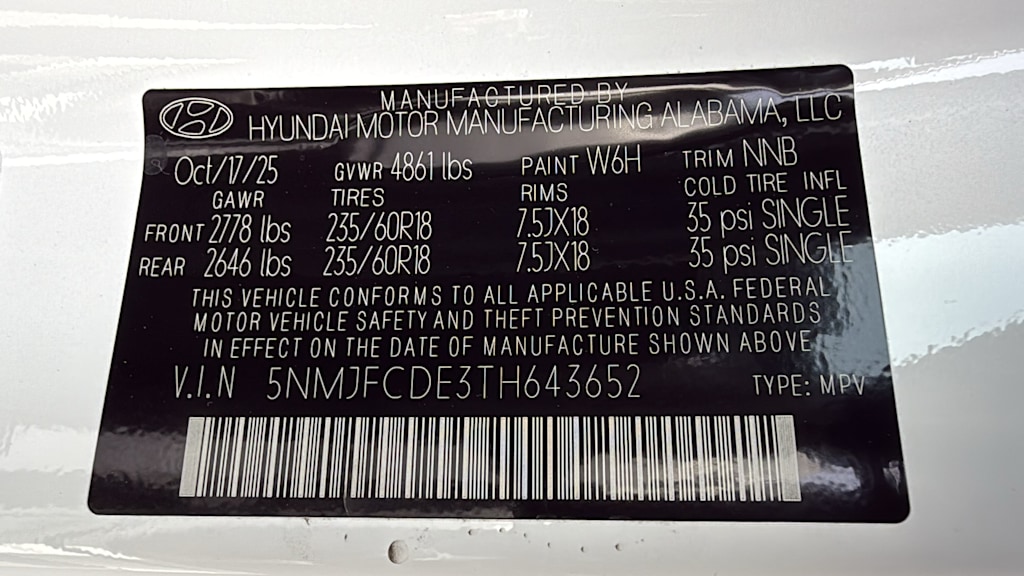 MANUFACTURED BY
HYUNDAI MOTOR MANUFACTURING ALABAMA, LLC
Oct/17/25 GVWR 4861 lbs PAINT W6H TRIM NNB
GAWR TIRES RIMS COLD TIRE INFL
FRONT 2778 lbs 235/60R18 7.5JX18 35 psi SINGLE
REAR 2646 lbs 235/60R18 7.5JX18 35 psi SINGLE
THIS VEHICLE CONFORMS TO ALL APPLICABLE U.S.A. FEDERAL
MOTOR VEHICLE SAFETY AND THEFT PREVENTION STANDARDS
IN EFFECT ON THE DATE OF MANUFACTURE SHOWN ABOVE
V.I.N 5NMJFCDE3TH643652 TYPE: MPV